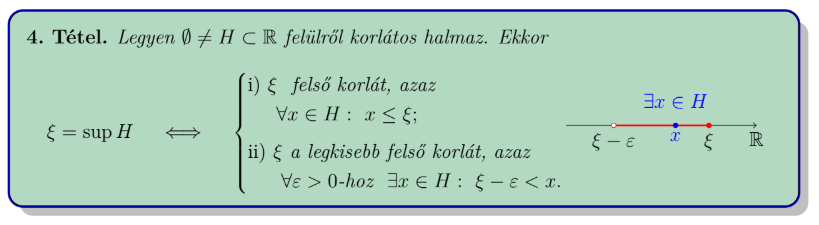 4. Tétel. Legyen ∅ ≠ H ⊂ ℝ felülről korlátos halmaz. Ekkor
i) ξ felső korlát, azaz
∀x ∈ H : x ≤ ξ;
ξ = sup H ⟺
ii) ξ a legkisebb felső korlát, azaz
∀ε > 0-hoz ∃x ∈ H : ξ − ε < x.
∃x ∈ H
ξ − ε x ξ ℝ